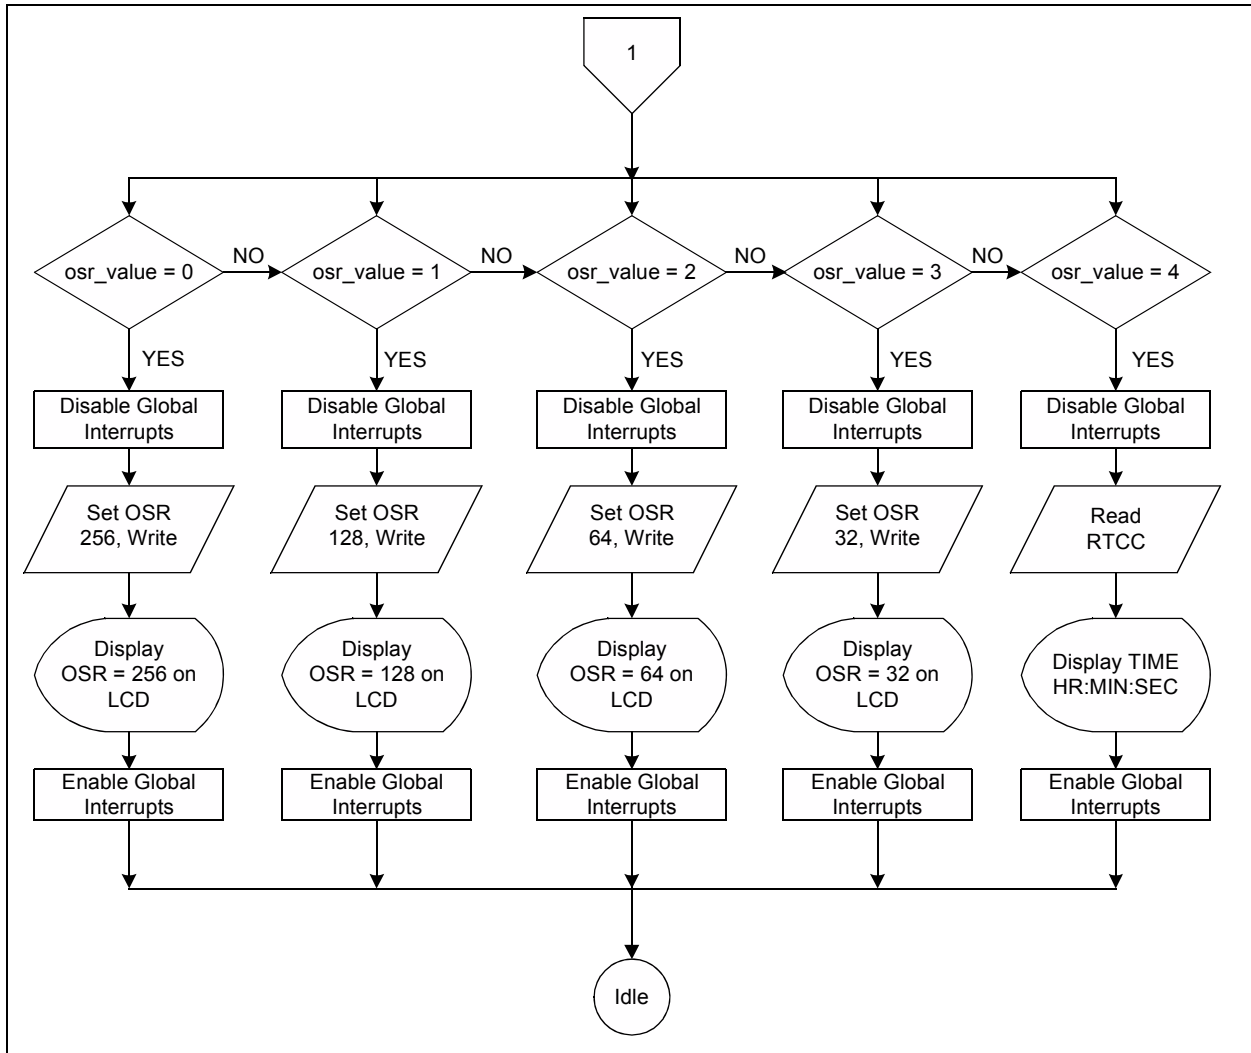 1
osr_value = 0
NO
osr_value = 1
NO
osr_value = 2
NO
osr_value = 3
NO
osr_value = 4
YES
YES
YES
YES
YES
Disable Global
Interrupts
Disable Global
Interrupts
Disable Global
Interrupts
Disable Global
Interrupts
Disable Global
Interrupts
Set OSR
256, Write
Set OSR
128, Write
Set OSR
64, Write
Set OSR
32, Write
Read
RTCC
Display
OSR = 256 on
LCD
Display
OSR = 128 on
LCD
Display
OSR = 64 on
LCD
Display
OSR = 32 on
LCD
Display TIME
HR:MIN:SEC
Enable Global
Interrupts
Enable Global
Interrupts
Enable Global
Interrupts
Enable Global
Interrupts
Enable Global
Interrupts
Idle